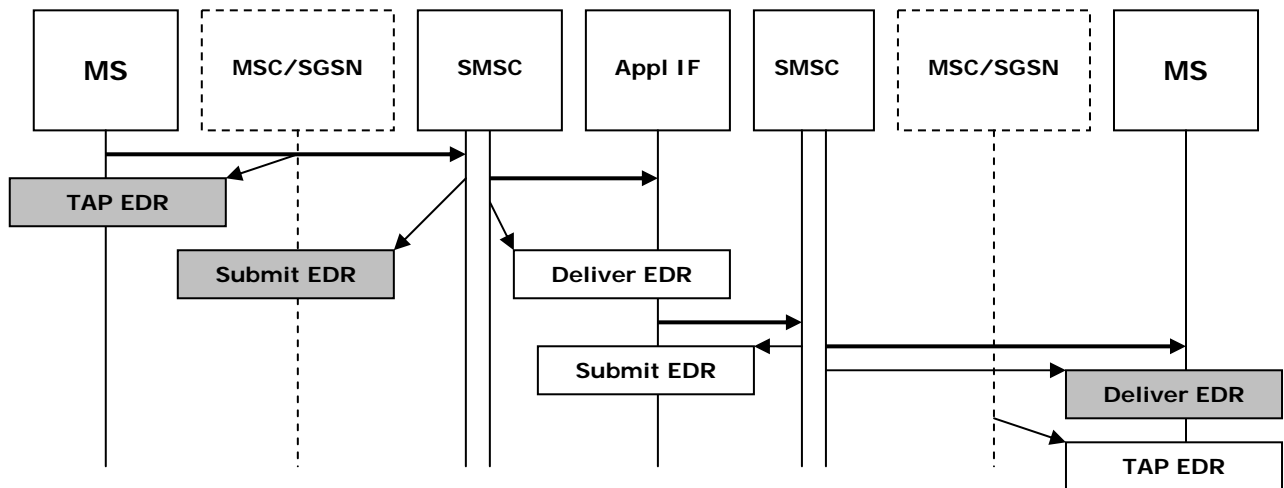 MS
MSC/SGSN
SMSC
Appl IF
SMSC
MSC/SGSN
MS
TAP EDR
Submit EDR
Deliver EDR
Submit EDR
Deliver EDR
TAP EDR